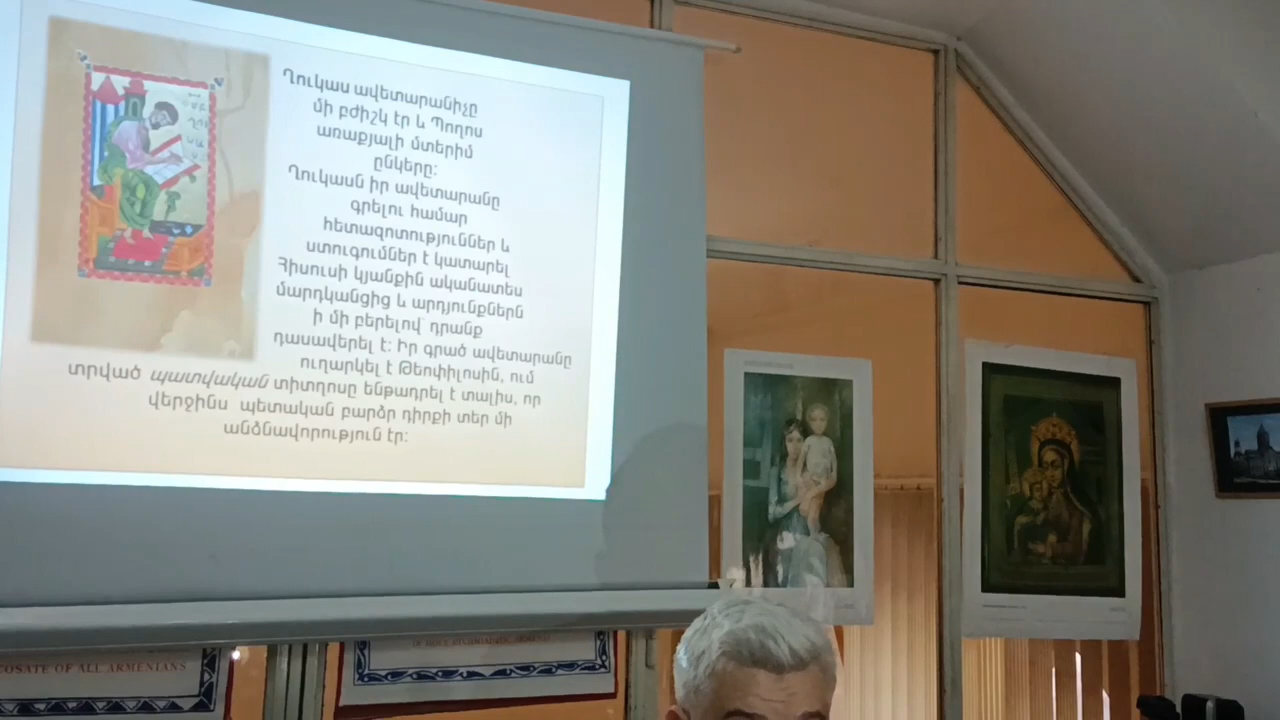 Ղուկաս ավետարանիչը
մի բժիշկ էր և Պողոս
առաքյալի մտերիմ
ընկերը:
Ղուկասն իր ավետարանը
գրելու համար
հետազոտություններ և
ստուգումներ է կատարել
Հիսուսի կյանքին ականատես
մարդկանցից և արդյունքներն
ի մի բերելով՝ դրանք
դասավերել է: Իր գրած ավետարանը
ուղարկել է Թեոփիլոսին, ում
տրված պատվական տիտղոսը ենթադրել է տալիս, որ
վերջինս պետական բարձր դիրքի տեր մի
անձնավորություն էր:
COSATE OF ALL ARMENIANS